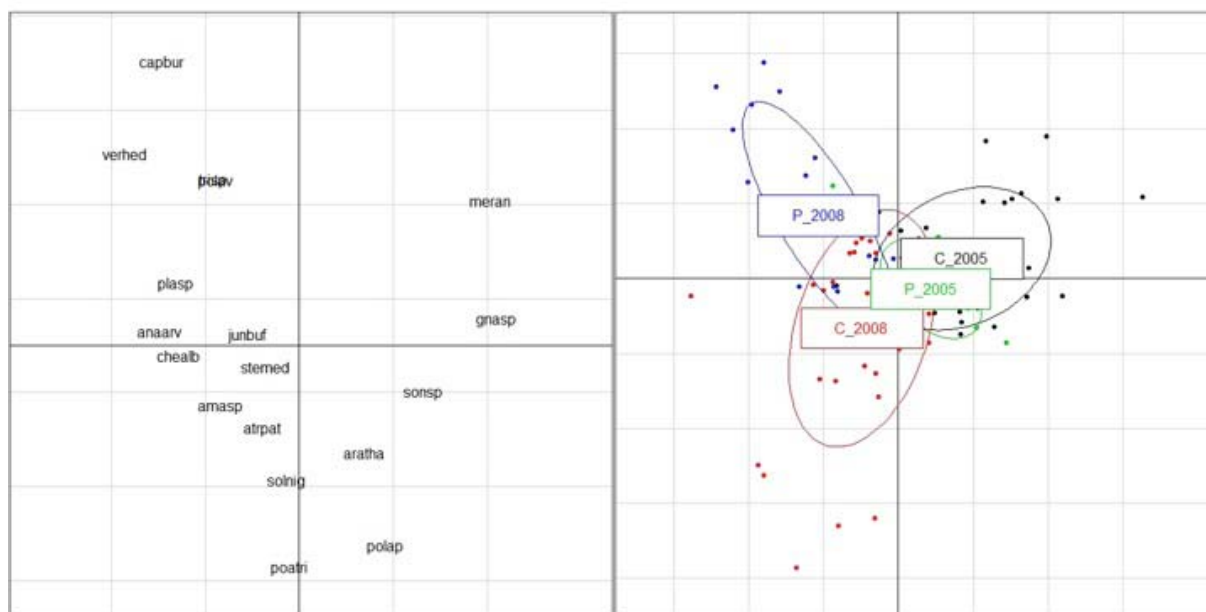 capbur
verhed
meran
plasp
gnasp
anaarv
junbuf
chealb
stemed
sonsp
amasp
atrpat
aratha
solnig
polap
poatri
P_2008
C_2005
P_2005
C_2008